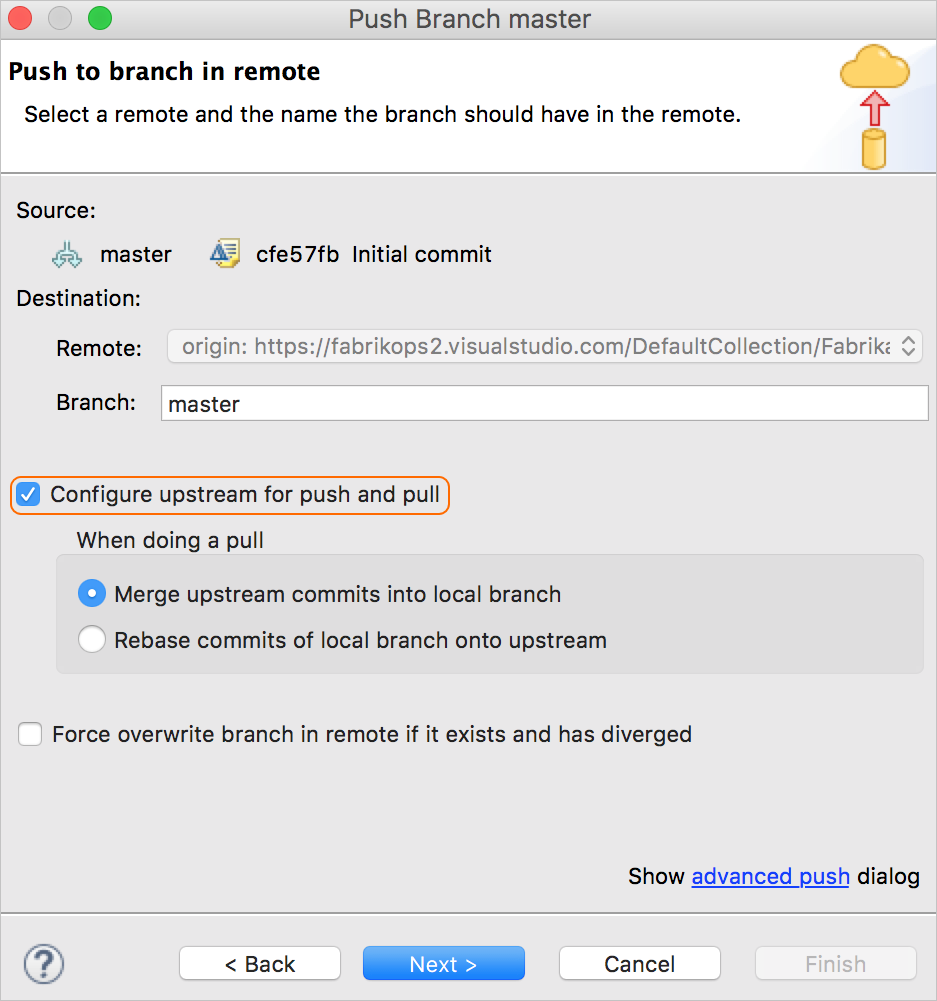 Push Branch master
Push to branch in remote
Select a remote and the name the branch should have in the remote.
Source:
master cfe57fb Initial commit
Destination:
Remote: origin: https://fabrikops2.visualstudio.com/DefaultCollection/Fabrika
Branch: master
Configure upstream for push and pull
When doing a pull
Merge upstream commits into local branch
Rebase commits of local branch onto upstream
Force overwrite branch in remote if it exists and has diverged
Show advanced push dialog
? < Back Next > Cancel Finish